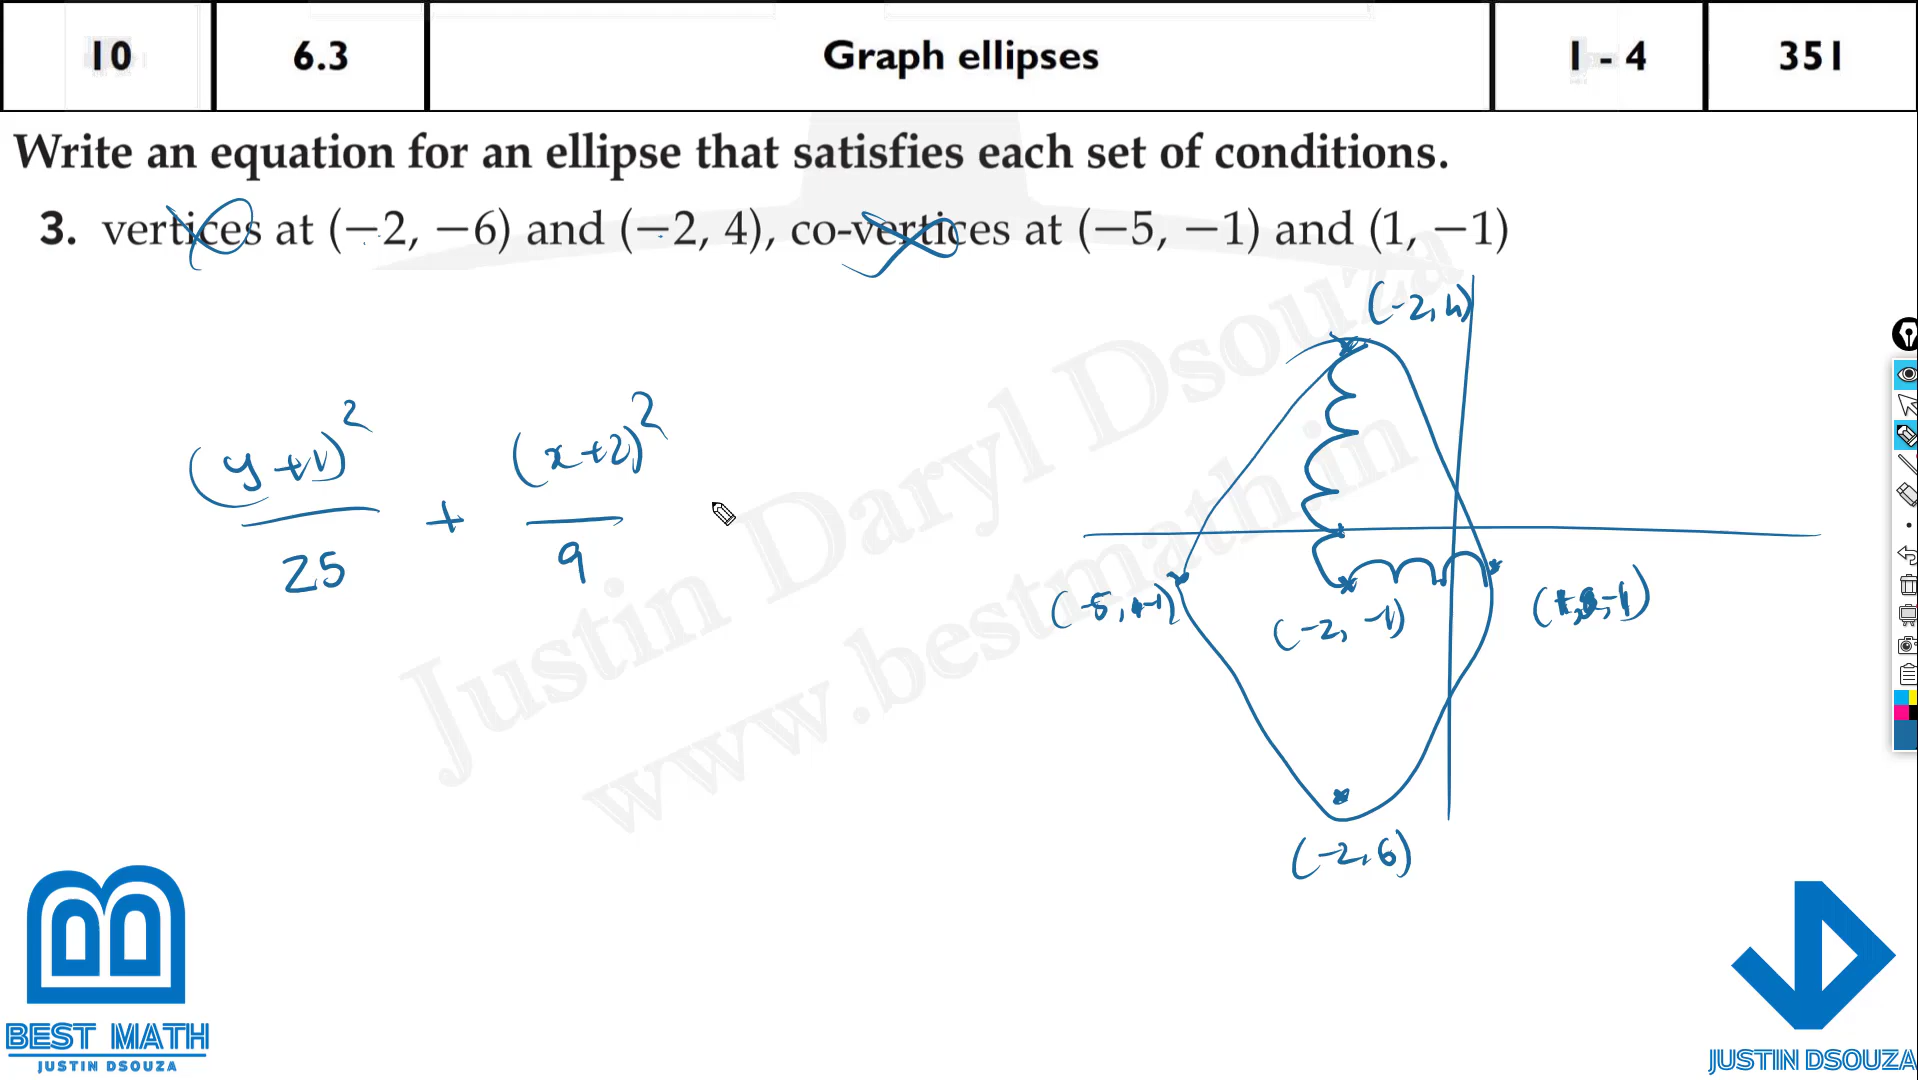 10 6.3 Graph ellipses 1 - 4 351
Write an equation for an ellipse that satisfies each set of conditions.
3. vertices at (−2, −6) and (−2, 4), co-vertices at (−5, −1) and (1, −1)
(-2, 4)
(y+1)² + (x+2)²
25 9
(-5, -1)
(-2, -1)
(-2, 6)
Justin Daryl Dsouza
www.bestmath.in
BEST MATH
JUSTIN DSOUZA
JUSTIN DSOUZA